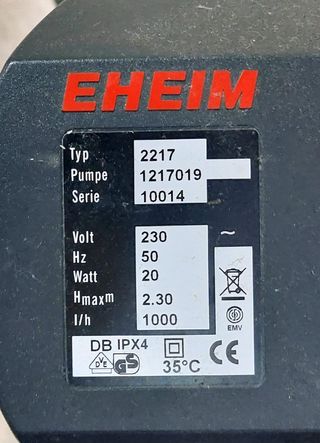 EHEIM
Typ 2217
Pumpe 1217019
Serie 10014
Volt 230 ~
Hz 50
Watt 20
Hmaxm 2.30
l/h 1000
EMV
DB IPX4
VDE GS 35°C CE